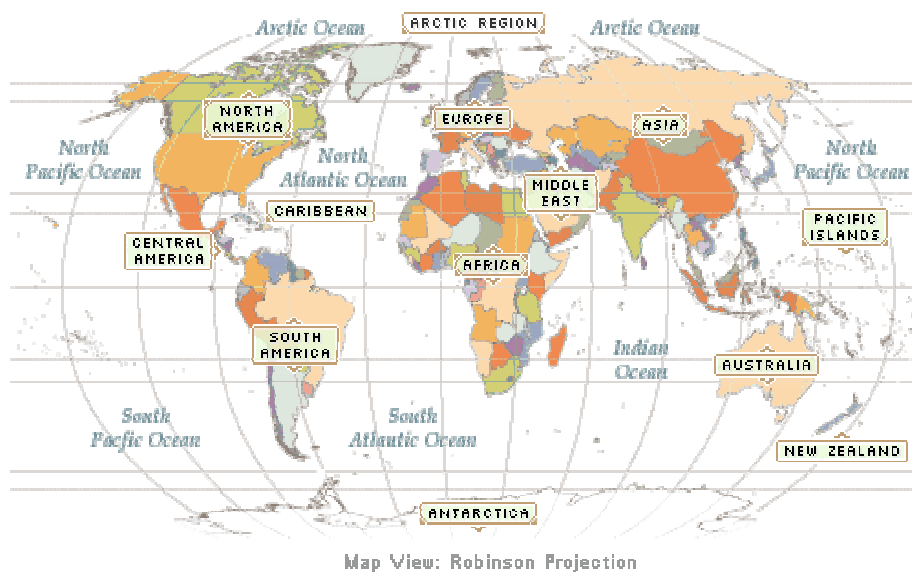 ARCTIC REGION
Arctic Ocean
Arctic Ocean
NORTH
AMERICA
EUROPE
ASIA
North
Pacific Ocean
North
Atlantic Ocean
North
Pacific Ocean
MIDDLE
EAST
CARIBBEAN
PACIFIC
ISLANDS
CENTRAL
AMERICA
AFRICA
SOUTH
AMERICA
Indian
Ocean
AUSTRALIA
South
Pacfic Ocean
South
Atlantic Ocean
NEW ZEALAND
ANTARCTICA
Map View: Robinson Projection